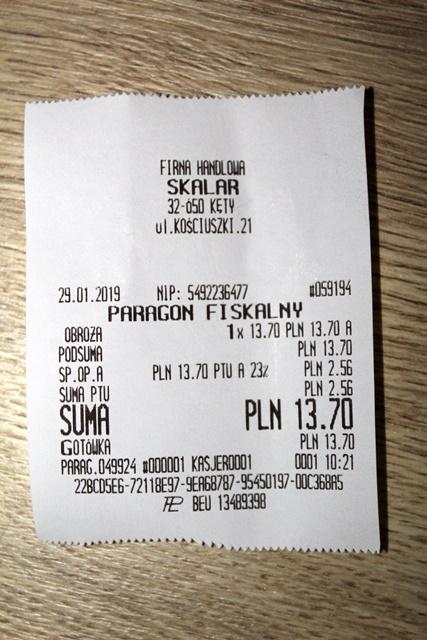 FIRMA HANDLOWA
SKALAR
32-650 KĘTY
ul.KOŚCIUSZKI.21
29.01.2019 NIP: 5492236477 #059194
PARAGON FISKALNY
OBROŻA 1x 13.70 PLN 13.70 A
PODSUMA PLN 13.70
SP.OP.A PLN 13.70 PTU A 23% PLN 2.56
SUMA PTU PLN 2.56
SUMA PLN 13.70
GOTÓWKA PLN 13.70
PARAG.049924 #000001 KASJER0001 0001 10:21
22BCD5E6-72118E97-9EA68787-95450197-00C368A5
BEU 13489398